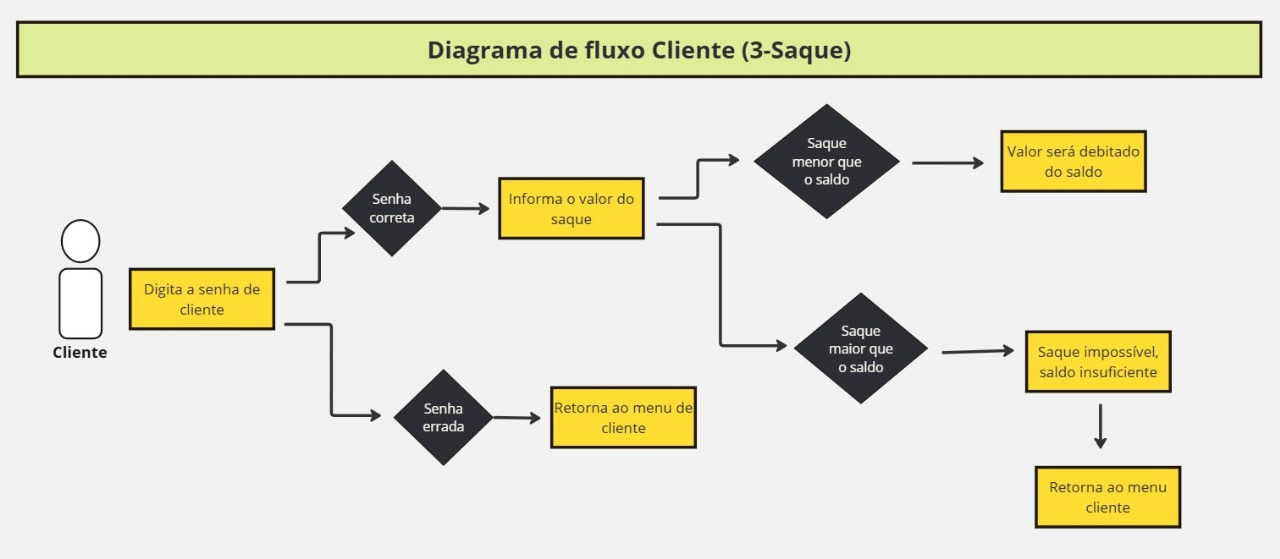 Diagrama de fluxo Cliente (3-Saque)
Saque
menor que
o saldo
Valor será debitado
do saldo
Senha
correta
Informa o valor do
saque
Digita a senha de
cliente
Cliente
Saque
maior que
o saldo
Saque impossível,
saldo insuficiente
Senha
errada
Retorna ao menu de
cliente
Retorna ao menu
cliente